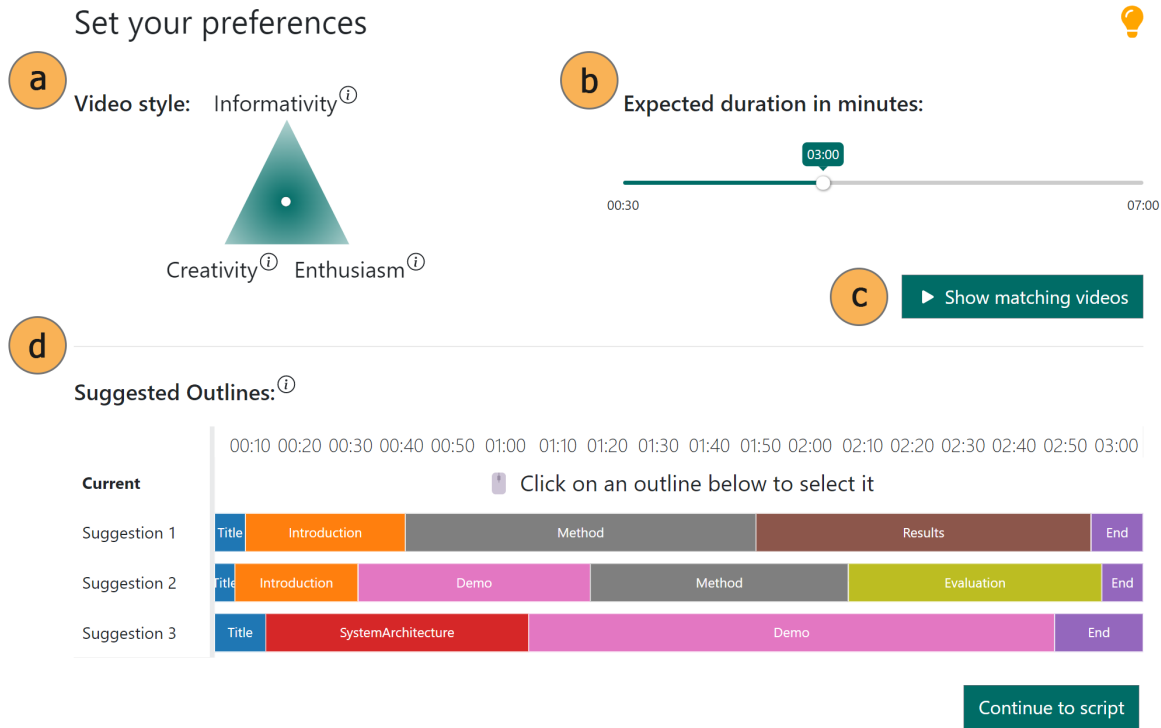 Set your preferences
a
Video style: Informativity i
Creativity i Enthusiasm i
b
Expected duration in minutes:
03:00
00:30 07:00
c
Show matching videos
d
Suggested Outlines: i
00:10 00:20 00:30 00:40 00:50 01:00 01:10 01:20 01:30 01:40 01:50 02:00 02:10 02:20 02:30 02:40 02:50 03:00
Current Click on an outline below to select it
Suggestion 1 Title Introduction Method Results End
Suggestion 2 Title Introduction Demo Method Evaluation End
Suggestion 3 Title SystemArchitecture Demo End
Continue to script